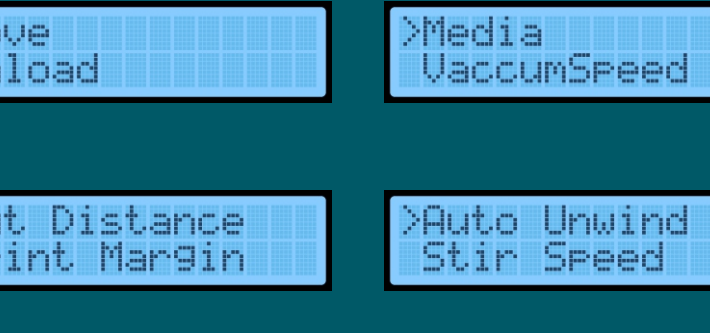 ve
load
>Media
VaccumSpeed
t Distance
int Margin
>Auto Unwind
Stir Speed